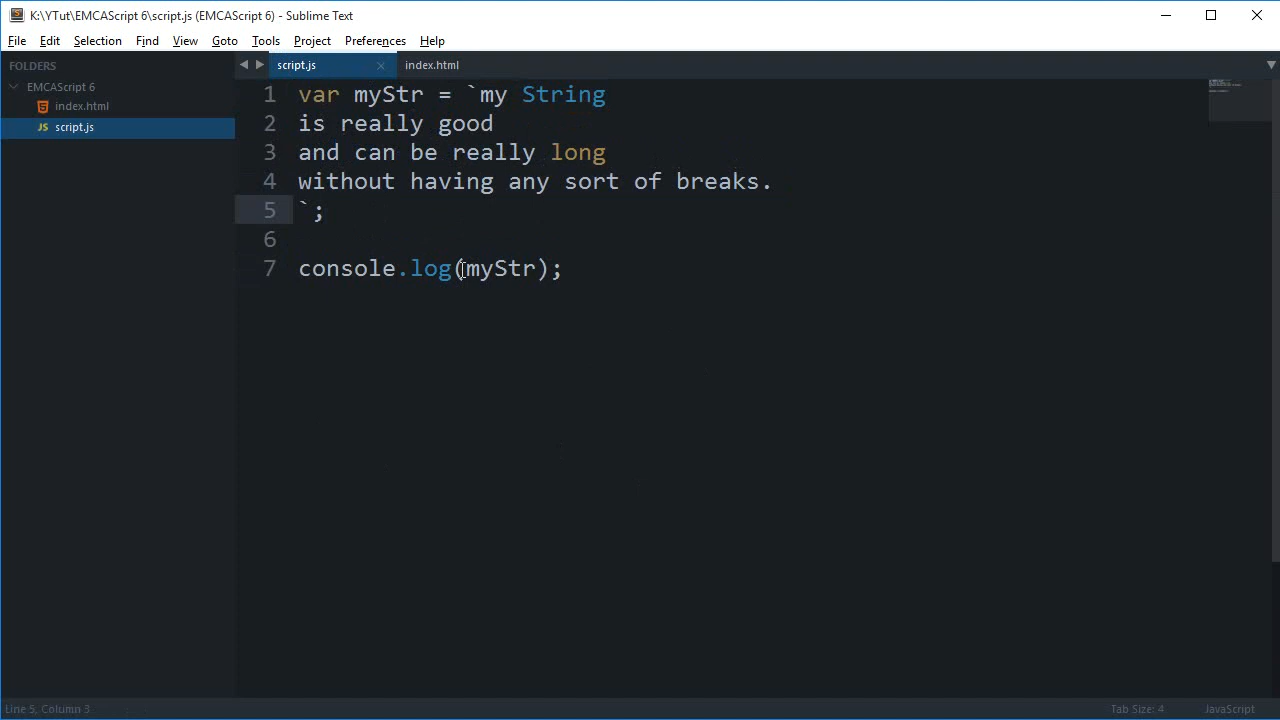 K:\YTut\EMCAScript 6\script.js (EMCAScript 6) - Sublime Text
File Edit Selection Find View Goto Tools Project Preferences Help
FOLDERS
EMCAScript 6
index.html
script.js
script.js index.html
1 var myStr = `my String
2 is really good
3 and can be really long
4 without having any sort of breaks.
5 `;
6
7 console.log(myStr);
Line 5, Column 3 Tab Size: 4 JavaScript